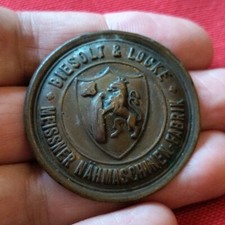 BIESOLT & LOCKE
MEISSNER NÄHMASCHINEN-FABRIK